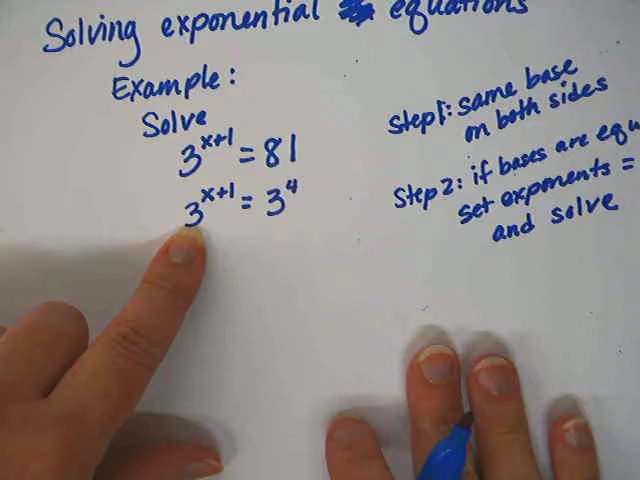 Solving exponential equations
Example:
Solve
3^{x+1} = 81
3^{x+1} = 3^4
Step 1: same base
on both sides
Step 2: if bases are equ
set exponents =
and solve